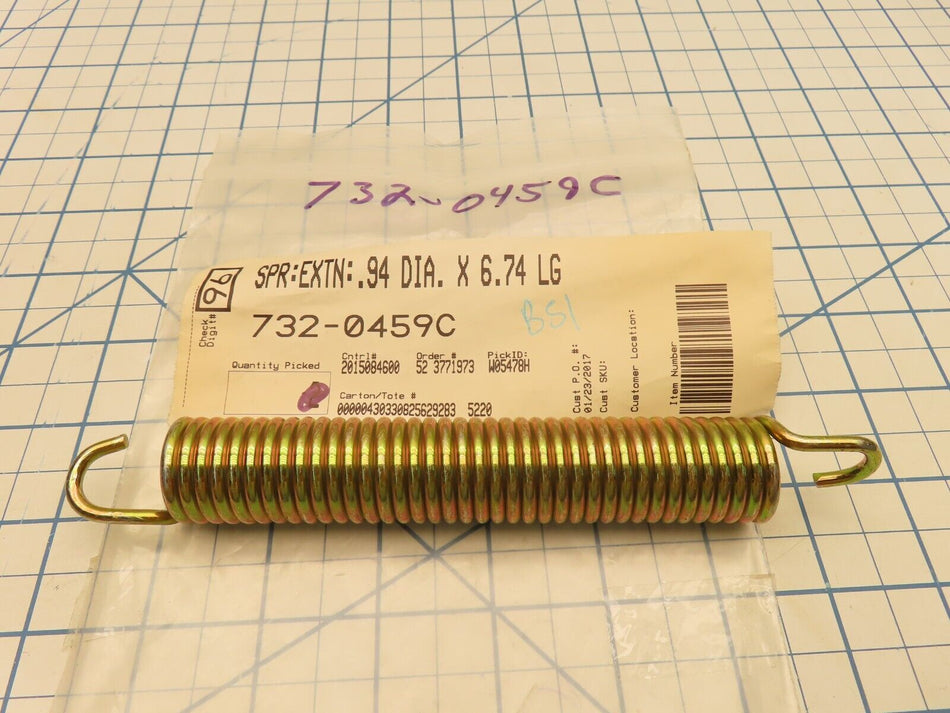 732-0459C
96
Check
Digit#
SPR:EXTN:.94 DIA. X 6.74 LG
732-0459C
BSI
Quantity Picked
Cntrl#
2015084600
Order #
52 3771973
PickID:
W05478H
Carton/Tote #
00000430330825629283 5220
Cust P.O. #:
01/23/2017
Cust SKU:
Customer Location:
Item Number